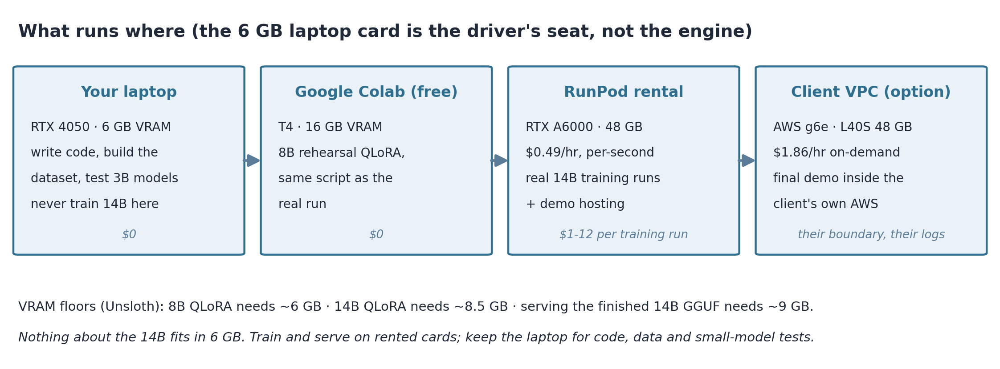 What runs where (the 6 GB laptop card is the driver's seat, not the engine)
Your laptop
RTX 4050 · 6 GB VRAM
write code, build the
dataset, test 3B models
never train 14B here
$0
Google Colab (free)
T4 · 16 GB VRAM
8B rehearsal QLoRA,
same script as the
real run
$0
RunPod rental
RTX A6000 · 48 GB
$0.49/hr, per-second
real 14B training runs
+ demo hosting
$1-12 per training run
Client VPC (option)
AWS g6e · L40S 48 GB
$1.86/hr on-demand
final demo inside the
client's own AWS
their boundary, their logs
VRAM floors (Unsloth): 8B QLoRA needs ~6 GB · 14B QLoRA needs ~8.5 GB · serving the finished 14B GGUF needs ~9 GB.
Nothing about the 14B fits in 6 GB. Train and serve on rented cards; keep the laptop for code, data and small-model tests.